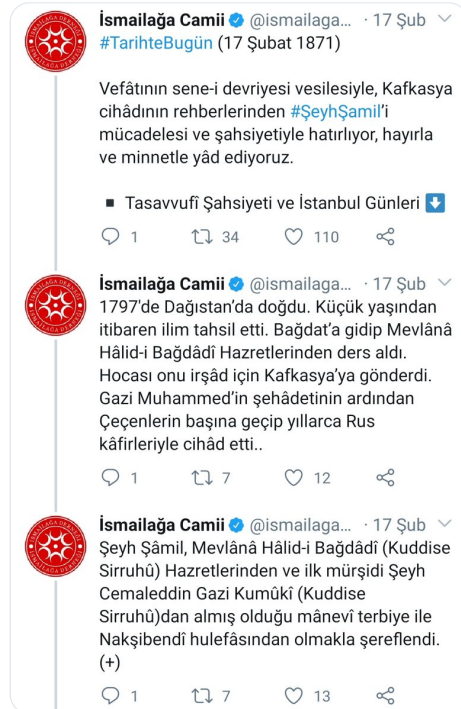 İsmailağa Camii @ismailaga... · 17 Şub
#TarihteBugün (17 Şubat 1871)
Vefâtının sene-i devriyesi vesilesiyle, Kafkasya
cihâdının rehberlerinden #ŞeyhŞamil'i
mücadelesi ve şahsiyetiyle hatırlıyor, hayırla
ve minnetle yâd ediyoruz.
▪ Tasavvufî Şahsiyeti ve İstanbul Günleri ⬇
1 34 110
İsmailağa Camii @ismailaga... · 17 Şub
1797'de Dağıstan'da doğdu. Küçük yaşından
itibaren ilim tahsil etti. Bağdat'a gidip Mevlânâ
Hâlid-i Bağdâdî Hazretlerinden ders aldı.
Hocası onu irşâd için Kafkasya'ya gönderdi.
Gazi Muhammed'in şehâdetinin ardından
Çeçenlerin başına geçip yıllarca Rus
kâfirleriyle cihâd etti..
1 7 12
İsmailağa Camii @ismailaga... · 17 Şub
Şeyh Şâmil, Mevlânâ Hâlid-i Bağdâdî (Kuddise
Sirruhû) Hazretlerinden ve ilk mürşidi Şeyh
Cemaleddin Gazi Kumûkî (Kuddise
Sirruhû)dan almış olduğu mânevî terbiye ile
Nakşibendî hulefâsından olmakla şereflendi.
(+)
1 7 13